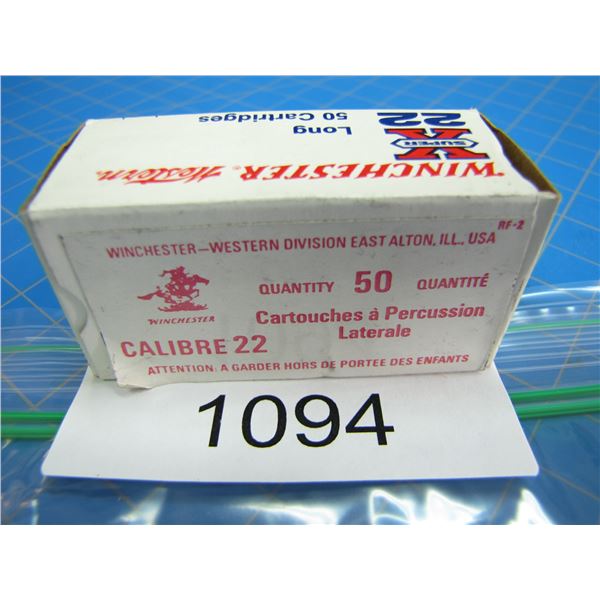 Long
50 Cartridges
SUPER
X
22
WINCHESTER Western
RF-2
WINCHESTER–WESTERN DIVISION EAST ALTON, ILL., USA
QUANTITY 50 QUANTITÉ
WINCHESTER
Cartouches à Percussion
Laterale
CALIBRE 22
ATTENTION: A GARDER HORS DE PORTEE DES ENFANTS
1094